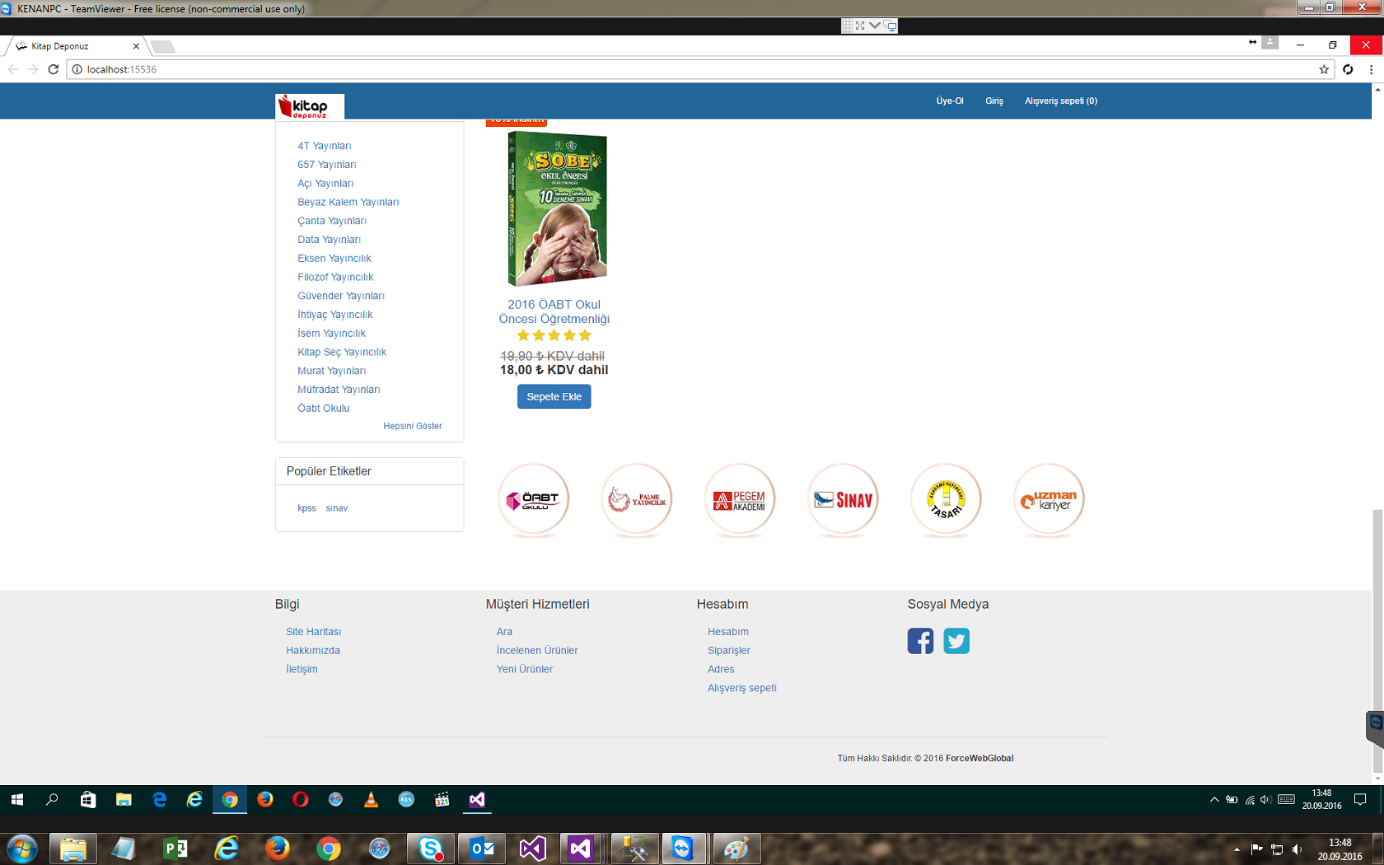 KENANPC - TeamViewer - Free license (non-commercial use only)
Kitap Deponuz
localhost:15536
kitap
deponuz
Üye-Ol
Giriş
Alışveriş sepeti (0)
4T Yayınları
657 Yayınları
Açı Yayınları
Beyaz Kalem Yayınları
Çanta Yayınları
Data Yayınları
Eksen Yayıncılık
Filozof Yayıncılık
Güvender Yayınları
İhtiyaç Yayıncılık
İsem Yayıncılık
Kitap Seç Yayıncılık
Murat Yayınları
Müfradat Yayınları
Öabt Okulu
Hepsini Göster
Popüler Etiketler
kpss sınav
SOBE
OKUL ÖNCESİ
ÖĞRETMENLİĞİ
10
DENEME SINAVI
2016 ÖABT Okul
Öncesi Öğretmenliği
19,90 ₺ KDV dahil
18,00 ₺ KDV dahil
Sepete Ekle
ÖABT
OKULU
PALME
YAYINCILIK
PEGEM
AKADEMİ
SINAV
TASARI
uzman
kariyer
Bilgi
Site Haritası
Hakkımızda
İletişim
Müşteri Hizmetleri
Ara
İncelenen Ürünler
Yeni Ürünler
Hesabım
Hesabım
Siparişler
Adres
Alışveriş sepeti
Sosyal Medya
Tüm Hakkı Saklıdır. © 2016 ForceWebGlobal
321
13:48
20.09.2016
13:48
20.09.2016